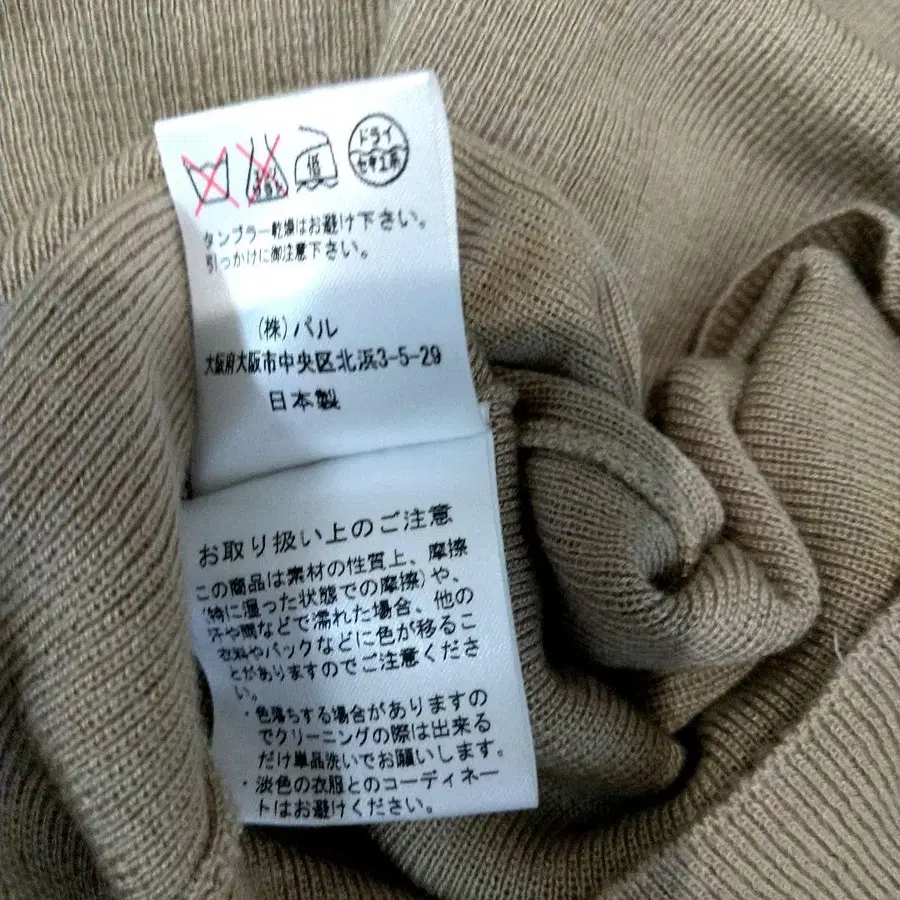 低
ドライ
セキユ系
タンブラー乾燥はお避け下さい。
引っかけに御注意下さい。
(株)パル
大阪府大阪市中央区北浜3-5-29
日本製
お取り扱い上のご注意
この商品は素材の性質上、摩擦
(特に湿った状態での摩擦)や、
汗や雨などで濡れた場合、他の
衣料やバックなどに色が移るこ
とがありますのでご注意くださ
い。
・色落ちする場合がありますの
でクリーニングの際は出来る
だけ単品洗いでお願いします。
・淡色の衣服とのコーディネー
トはお避けください。